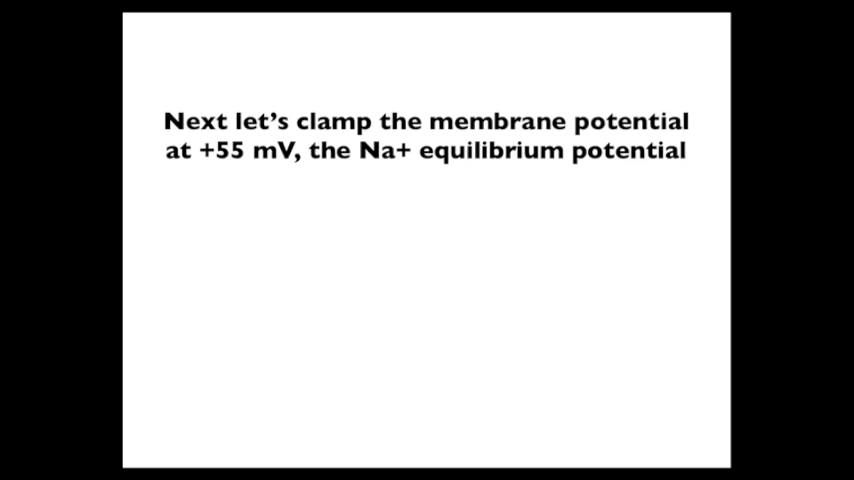 Next let’s clamp the membrane potential
at +55 mV, the Na+ equilibrium potential